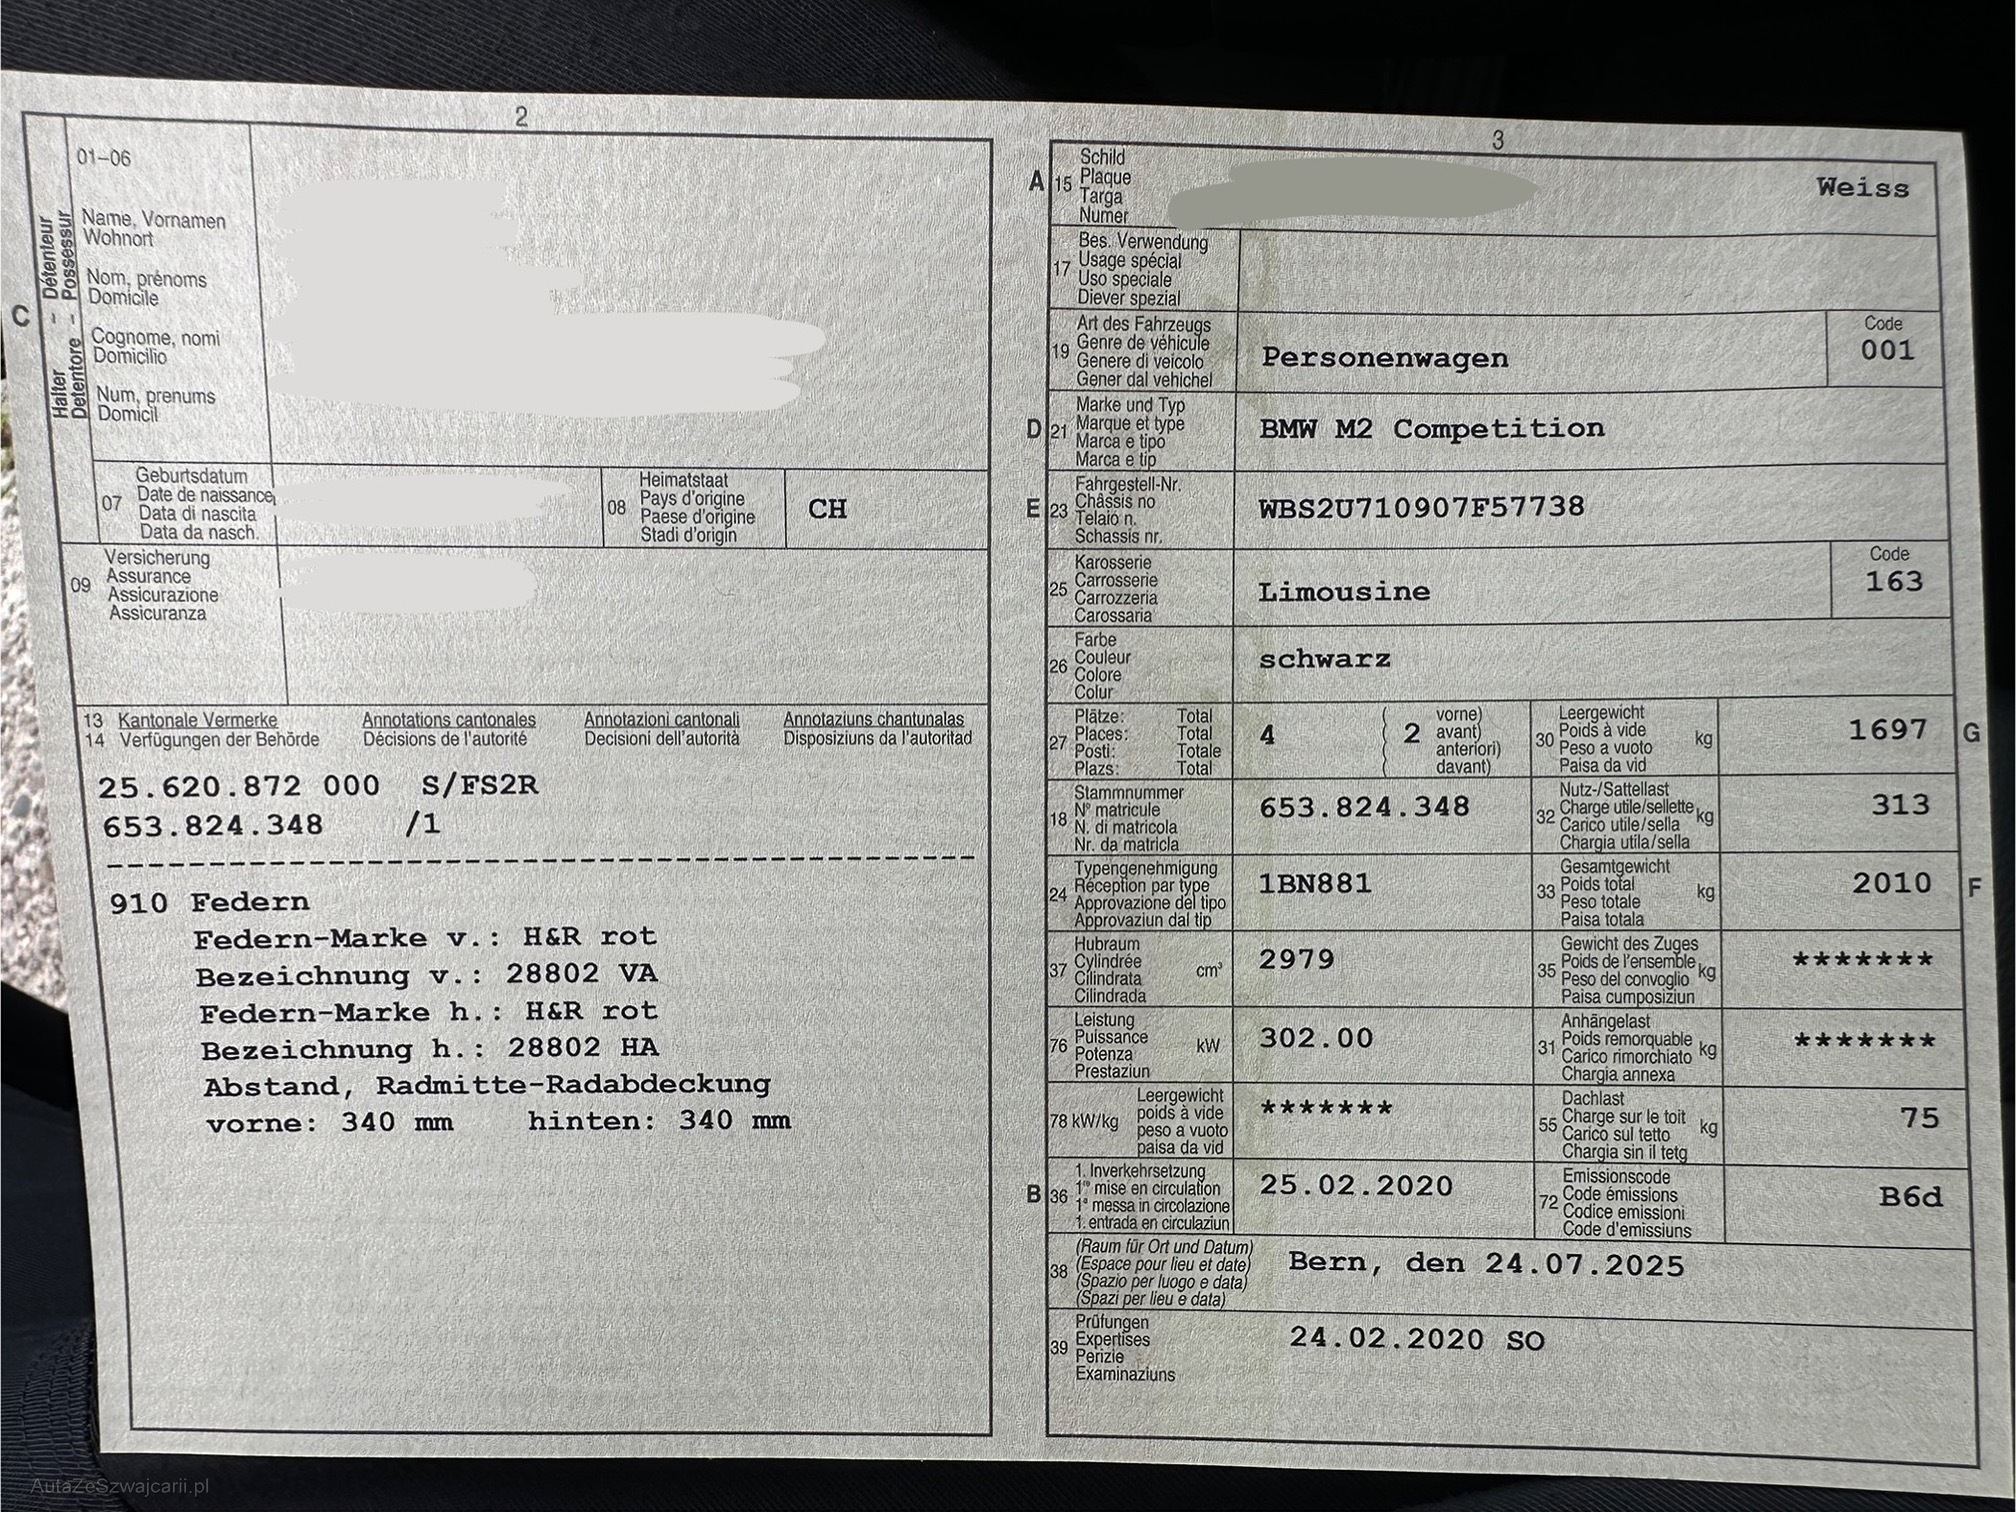 2
01–06
Name, Vornamen
Wohnort
Nom, prénoms
Domicile
Cognome, nomi
Domicilio
Num, prenums
Domicil
C
Halter – Détenteur
Detentore – Possessur
07
Geburtsdatum
Date de naissance
Data di nascita
Data da nasch.
08
Heimatstaat
Pays d'origine
Paese d'origine
Stadi d'origin
CH
09
Versicherung
Assurance
Assicurazione
Assicuranza
13 Kantonale Vermerke Annotations cantonales Annotazioni cantonali Annotaziuns chantunalas
14 Verfügungen der Behörde Décisions de l'autorité Decisioni dell'autorità Disposiziuns da l'autoritad
25.620.872 000 S/FS2R
653.824.348 /1
910 Federn
Federn-Marke v.: H&R rot
Bezeichnung v.: 28802 VA
Federn-Marke h.: H&R rot
Bezeichnung h.: 28802 HA
Abstand, Radmitte-Radabdeckung
vorne: 340 mm hinten: 340 mm
3
A
15
Schild
Plaque
Targa
Numer
Weiss
17
Bes. Verwendung
Usage spécial
Uso speciale
Diever spezial
19
Art des Fahrzeugs
Genre de véhicule
Genere di veicolo
Gener dal vehichel
Personenwagen
Code
001
D
21
Marke und Typ
Marque et type
Marca e tipo
Marca e tip
BMW M2 Competition
E
23
Fahrgestell-Nr.
Châssis no
Telaio n.
Schassis nr.
WBS2U710907F57738
25
Karosserie
Carrosserie
Carrozzeria
Carossaria
Limousine
Code
163
26
Farbe
Couleur
Colore
Colur
schwarz
27
Plätze: Total
Places: Total
Posti: Totale
Plazs: Total
4
2
vorne)
avant)
anteriori)
davant)
30
Leergewicht
Poids à vide
Peso a vuoto
Paisa da vid
kg
1697
G
18
Stammnummer
N° matricule
N. di matricola
Nr. da matricla
653.824.348
32
Nutz-/Sattellast
Charge utile/sellette
Carico utile/sella
Chargia utila/sella
kg
313
24
Typengenehmigung
Réception par type
Approvazione del tipo
Approvaziun dal tip
1BN881
33
Gesamtgewicht
Poids total
Peso totale
Paisa totala
kg
2010
F
37
Hubraum
Cylindrée
Cilindrata
Cilindrada
cm³
2979
35
Gewicht des Zuges
Poids de l'ensemble
Peso del convoglio
Paisa cumposiziun
kg
*******
76
Leistung
Puissance
Potenza
Prestaziun
kW
302.00
31
Anhängelast
Poids remorquable
Carico rimorchiato
Chargia annexa
kg
*******
78 kW/kg
Leergewicht
poids à vide
peso a vuoto
paisa da vid
*******
55
Dachlast
Charge sur le toit
Carico sul tetto
Chargia sin il tetg
kg
75
B
36
1. Inverkehrsetzung
1re mise en circulation
1a messa in circolazione
1. entrada en circulaziun
25.02.2020
72
Emissionscode
Code émissions
Codice emissioni
Code d'emissiuns
B6d
38
(Raum für Ort und Datum)
(Espace pour lieu et date)
(Spazio per luogo e data)
(Spazi per lieu e data)
Bern, den 24.07.2025
39
Prüfungen
Expertises
Perizie
Examinaziuns
24.02.2020 SO
AutaZeSzwajcarii.pl